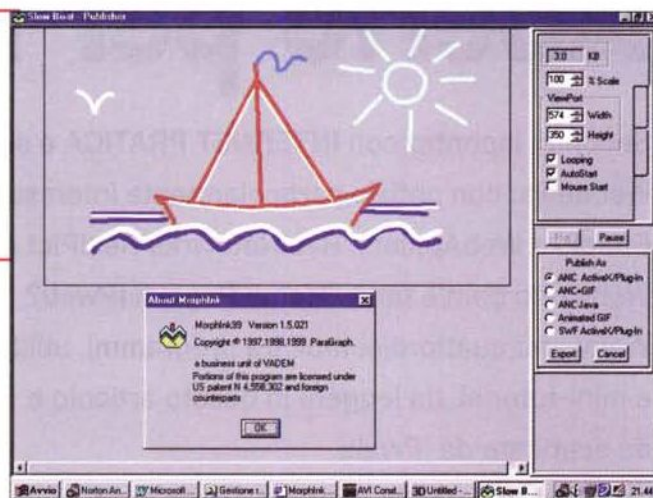 Slow Boat - Publisher
3.0 KB
100 % Scale
ViewPort
574 Width
350 Height
Looping
AutoStart
Mouse Start
Pause
Publish As
ANC ActiveX/Plug-In
ANC+GIF
ANC Java
Animated GIF
SWF ActiveX/Plug-In
Export Cancel
About MorphInk
MorphInk99 Version 1.5.021
Copyright © 1997,1998,1999 ParaGraph,
a business unit of VADEM
Portions of this program are licensed under
US patent N 4,558,302 and foreign
counterparts
OK
Avvio Norton An... Microsoft ... Gestione r... MorphInk... AVI Const... 3D Untitled - ... Slow B... 21.46